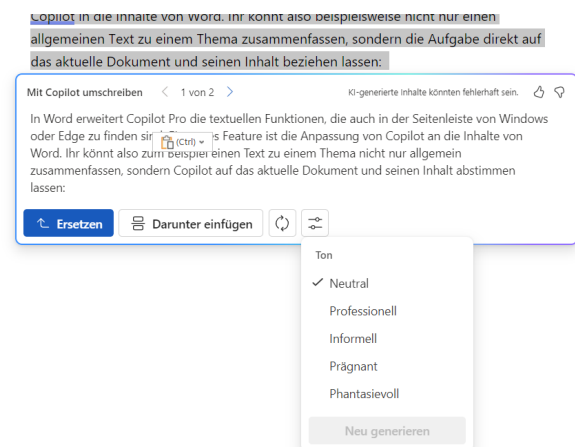 Copilot in die Inhalte von Word. Ihr könnt also beispielsweise nicht nur einen
allgemeinen Text zu einem Thema zusammenfassen, sondern die Aufgabe direkt auf
das aktuelle Dokument und seinen Inhalt beziehen lassen:
Mit Copilot umschreiben 1 von 2 KI-generierte Inhalte könnten fehlerhaft sein.
In Word erweitert Copilot Pro die textuellen Funktionen, die auch in der Seitenleiste von Windows
oder Edge zu finden sind. Feature ist die Anpassung von Copilot an die Inhalte von
(Ctrl)
Word. Ihr könnt also zum Beispiel einen Text zu einem Thema nicht nur allgemein
zusammenfassen, sondern Copilot auf das aktuelle Dokument und seinen Inhalt abstimmen
lassen:
Ersetzen Darunter einfügen
Ton
Neutral
Professionell
Informell
Prägnant
Phantasievoll
Neu generieren